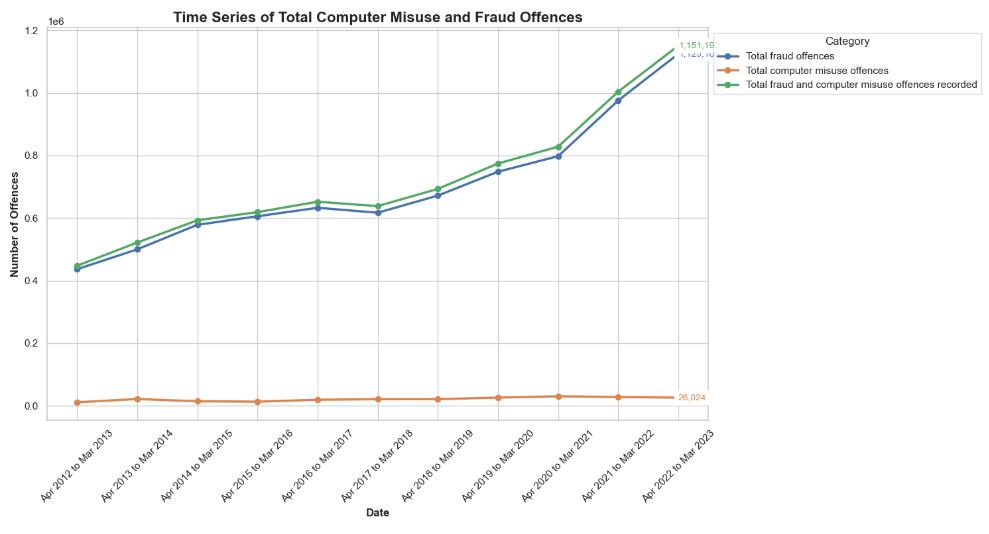 Time Series of Total Computer Misuse and Fraud Offences
1e6
1.2
1.0
0.8
0.6
0.4
0.2
0.0
Number of Offences
1,151,19
26,024
Category
Total fraud offences
Total computer misuse offences
Total fraud and computer misuse offences recorded
Apr 2012 to Mar 2013
Apr 2013 to Mar 2014
Apr 2014 to Mar 2015
Apr 2015 to Mar 2016
Apr 2016 to Mar 2017
Apr 2017 to Mar 2018
Apr 2018 to Mar 2019
Apr 2019 to Mar 2020
Apr 2020 to Mar 2021
Apr 2021 to Mar 2022
Apr 2022 to Mar 2023
Date